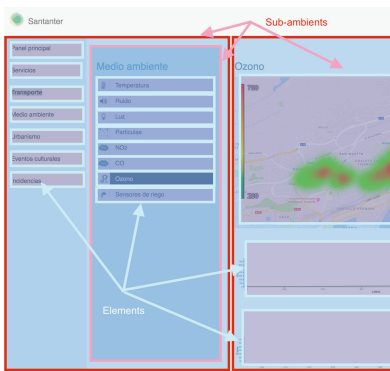 Santanter
Sub-ambients
Panel principal
Servicios
Transporte
Medio ambiente
Urbanismo
Eventos culturales
Incidencias
Medio ambiente
Temperatura
Ruido
Luz
Partículas
NO2
CO
Ozono
Sensores de riego
Elements
Ozono